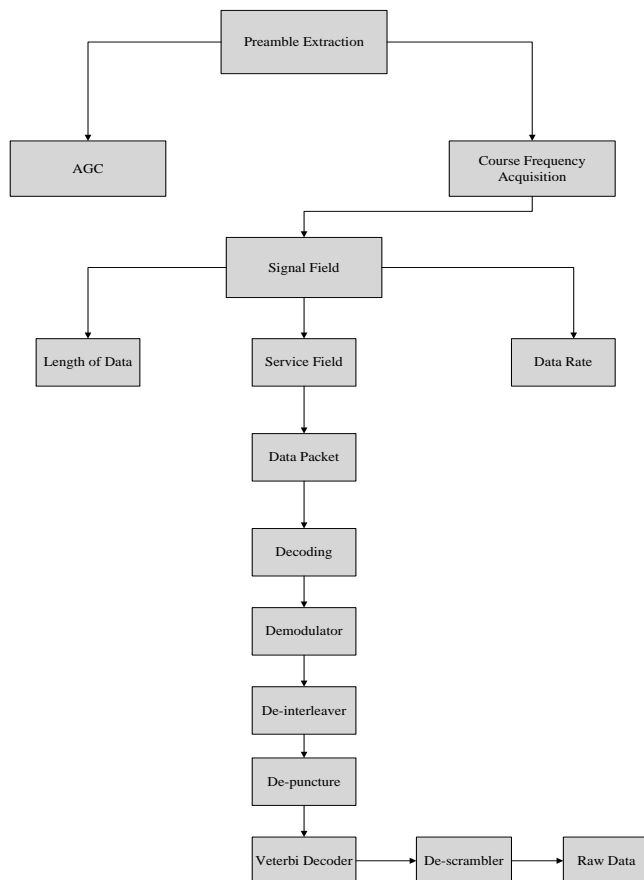 Preamble Extraction
AGC
Course Frequency
Acquisition
Signal Field
Length of Data
Service Field
Data Rate
Data Packet
Decoding
Demodulator
De-interleaver
De-puncture
Veterbi Decoder
De-scrambler
Raw Data